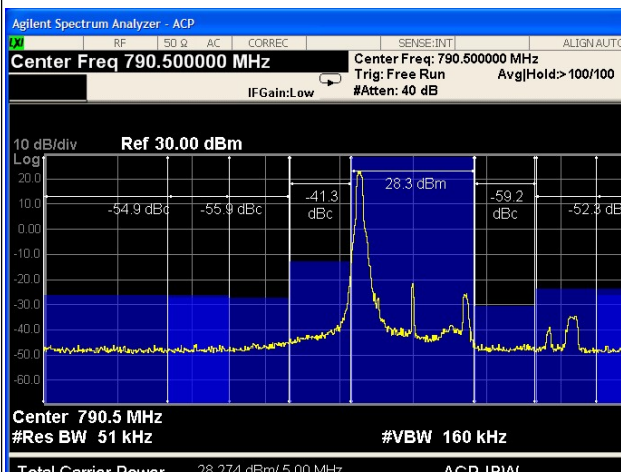 Agilent Spectrum Analyzer - ACP
LXI RF 50 Ω AC CORREC SENSE:INT ALIGN AUTO
Center Freq 790.500000 MHz
Center Freq: 790.500000 MHz
Trig: Free Run Avg|Hold:> 100/100
IFGain:Low #Atten: 40 dB
10 dB/div Ref 30.00 dBm
Log
20.0
10.0
0.00
-10.0
-20.0
-30.0
-40.0
-50.0
-60.0
-54.9 dBc
-55.9 dBc
-41.3
dBc
28.3 dBm
-59.2
dBc
-52.3 dB
Center 790.5 MHz
#Res BW 51 kHz #VBW 160 kHz
Total Carrier Power 28.274 dBm/ 5.00 MHz ACP-IBW